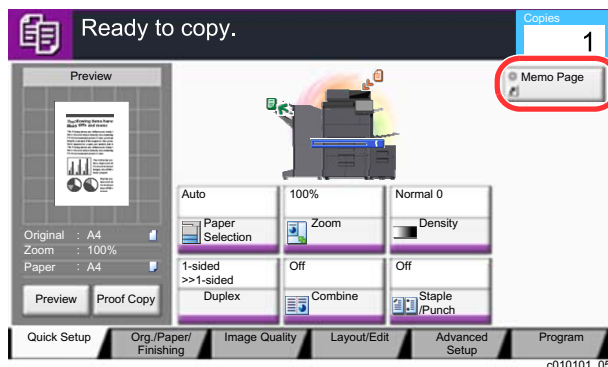 Ready to copy.
Copies
1
Memo Page
Preview
Original : A4
Zoom : 100%
Paper : A4
Preview
Proof Copy
Auto
Paper
Selection
100%
Zoom
Normal 0
Density
1-sided
>>1-sided
Duplex
Off
Combine
Off
Staple
/Punch
Quick Setup
Org./Paper/
Finishing
Image Quality
Layout/Edit
Advanced
Setup
Program